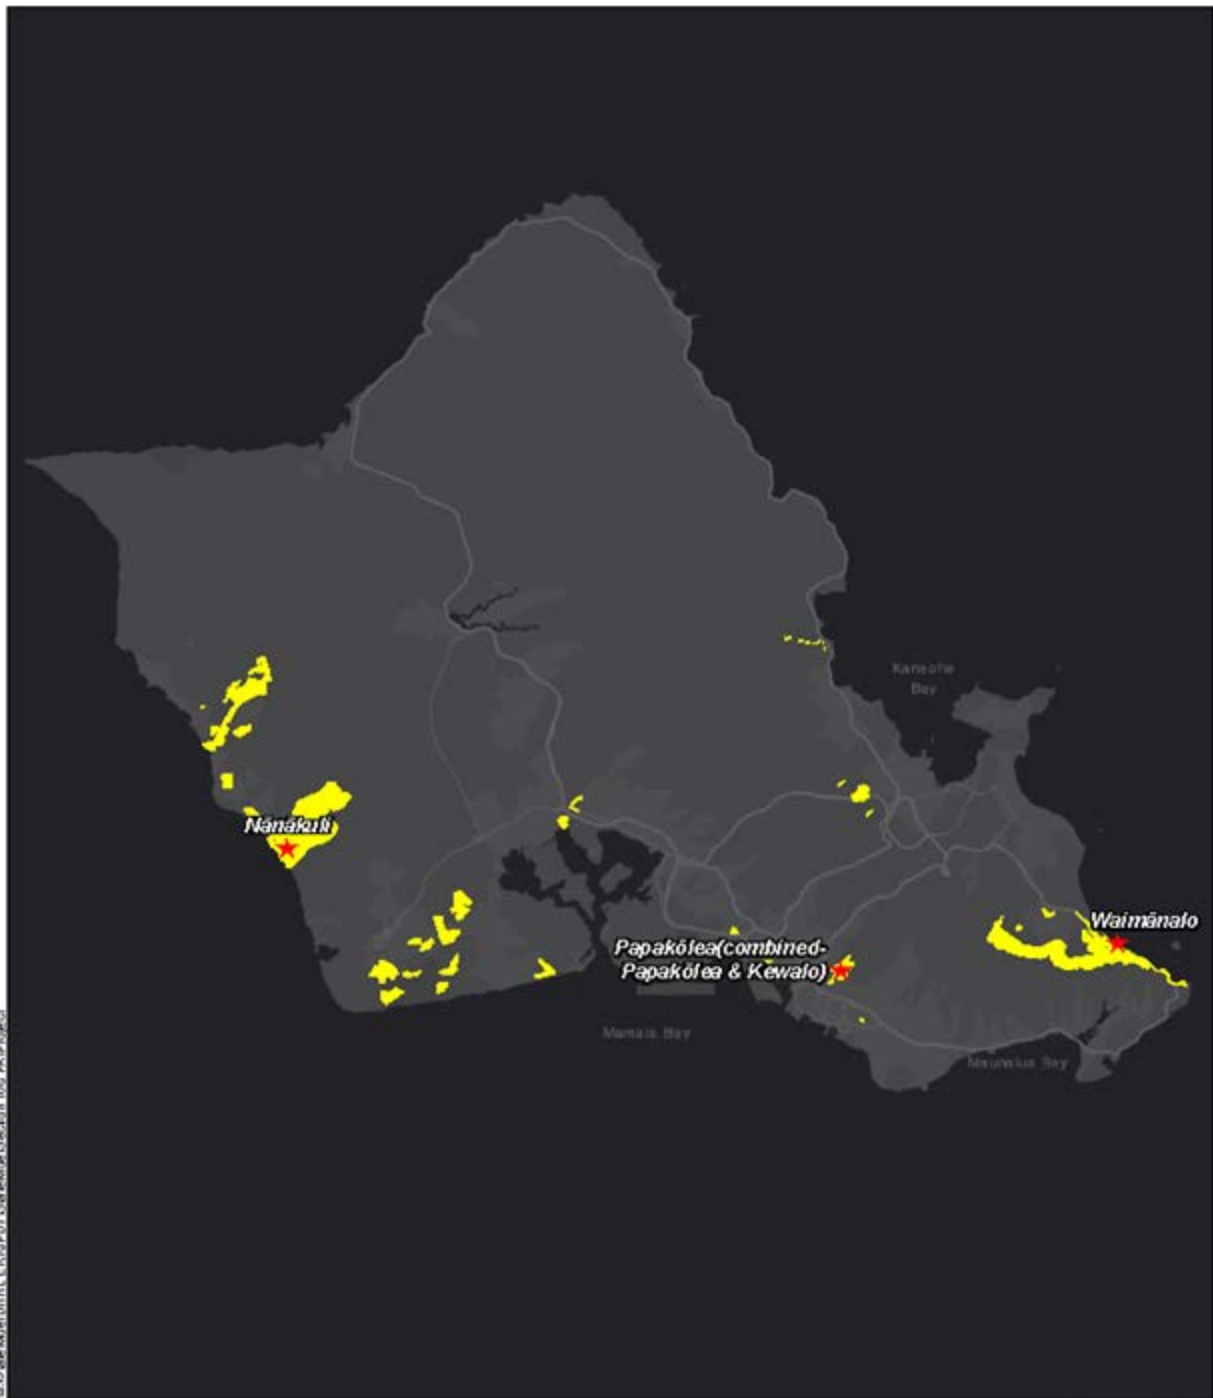 Kaneohe
Bay
Nānākuli
Waimānalo
Papakōlea(combined-
Papakōlea & Kewalo)
Mamala Bay
Maunalua Bay